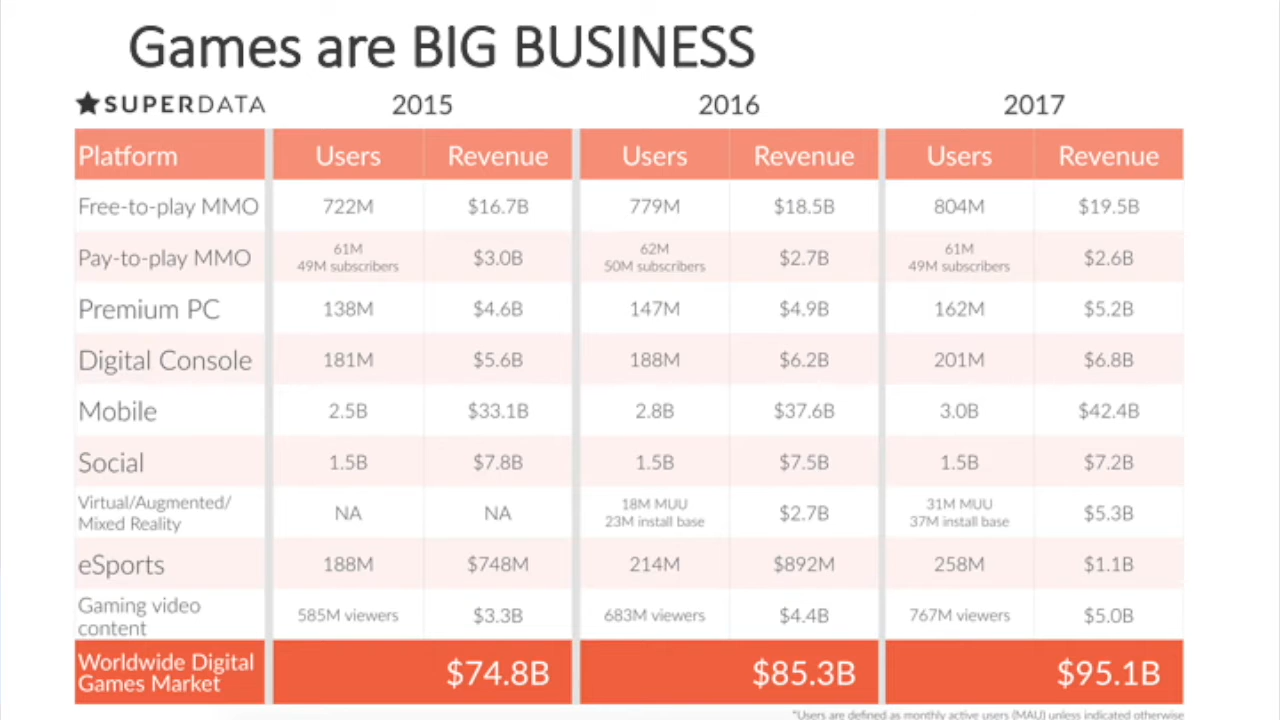 Games are BIG BUSINESS
SUPERDATA 2015 2016 2017
Platform Users Revenue Users Revenue Users Revenue
Free-to-play MMO 722M $16.7B 779M $18.5B 804M $19.5B
Pay-to-play MMO 61M 49M subscribers $3.0B 62M 50M subscribers $2.7B 61M 49M subscribers $2.6B
Premium PC 138M $4.6B 147M $4.9B 162M $5.2B
Digital Console 181M $5.6B 188M $6.2B 201M $6.8B
Mobile 2.5B $33.1B 2.8B $37.6B 3.0B $42.4B
Social 1.5B $7.8B 1.5B $7.5B 1.5B $7.2B
Virtual/Augmented/
Mixed Reality NA NA 18M MUU 23M install base $2.7B 31M MUU 37M install base $5.3B
eSports 188M $748M 214M $892M 258M $1.1B
Gaming video
content 585M viewers $3.3B 683M viewers $4.4B 767M viewers $5.0B
Worldwide Digital
Games Market $74.8B $85.3B $95.1B
*Users are defined as monthly active users (MAU) unless indicated otherwise